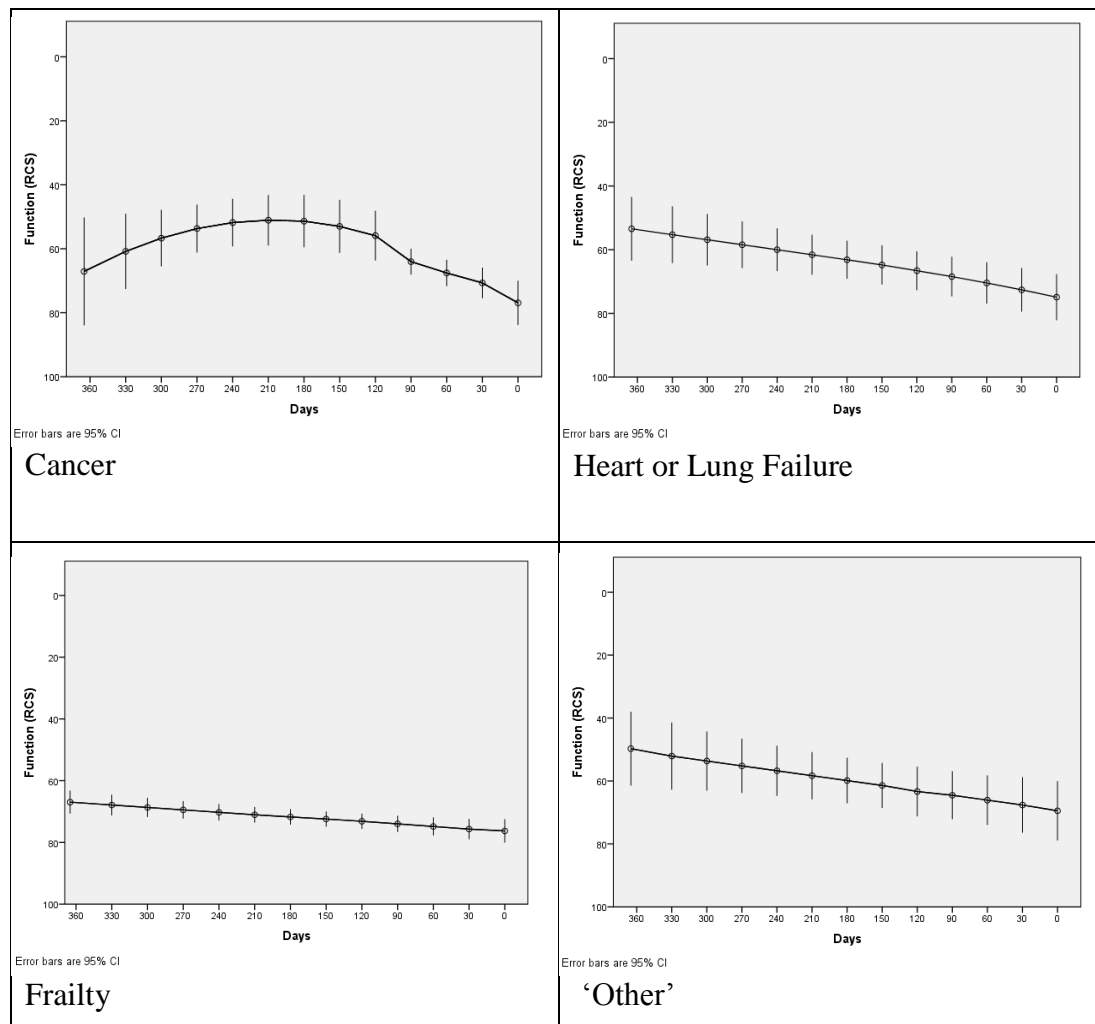 0
20
40
60
80
100
Function (RCS)
360 330 300 270 240 210 180 150 120 90 60 30 0
Days
Error bars are 95% CI
Cancer
0
20
40
60
80
100
Function (RCS)
360 330 300 270 240 210 180 150 120 90 60 30 0
Days
Error bars are 95% CI
Heart or Lung Failure
0
20
40
60
80
100
Function (RCS)
360 330 300 270 240 210 180 150 120 90 60 30 0
Days
Error bars are 95% CI
Frailty
0
20
40
60
80
100
Function (RCS)
360 330 300 270 240 210 180 150 120 90 60 30 0
Days
Error bars are 95% CI
‘Other’